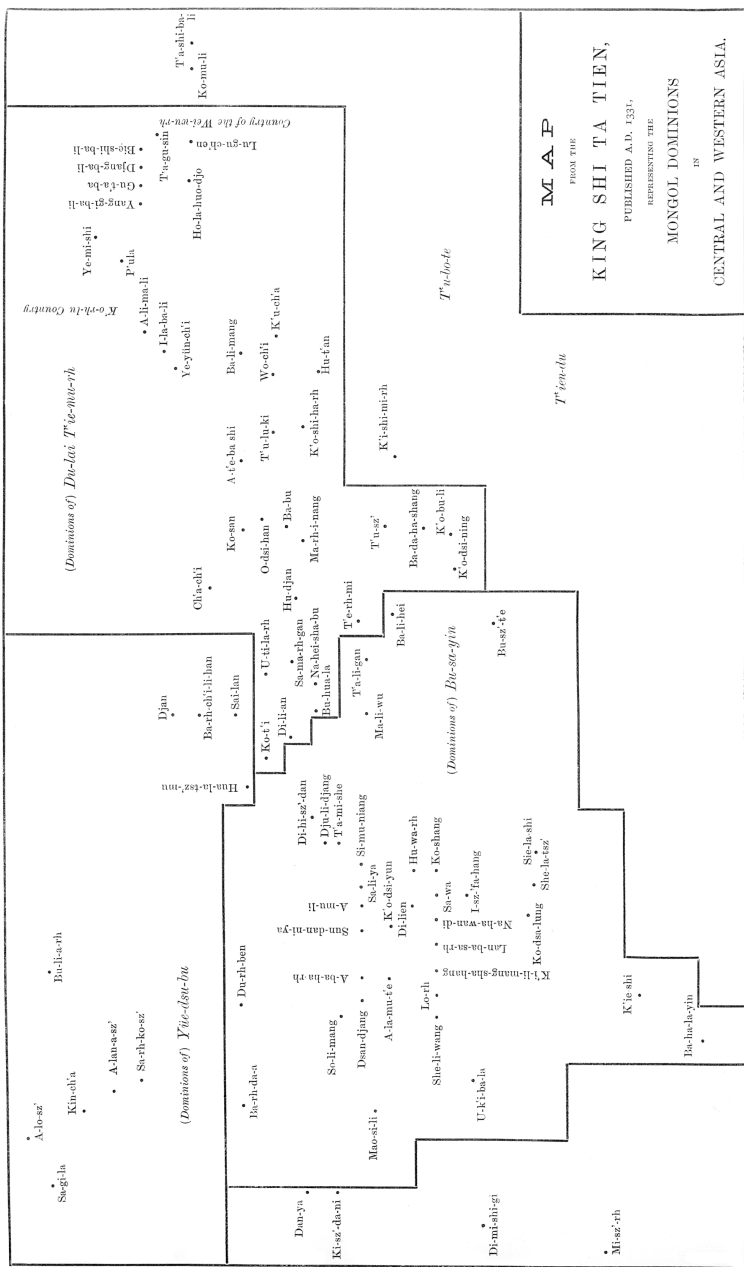 MAP
FROM THE
KING SHI TA TIEN,
PUBLISHED A.D. 1331,
REPRESENTING THE
MONGOL DOMINIONS
IN
CENTRAL AND WESTERN ASIA.
A-lo-sz'
Sa-gi-la
Bu-li-a-rh
Kin-ch'a
A-lan-a-sz'
Sa-rh-ko-sz'
(Dominions of) Yüe-dsu-bu
Djan
Ba-rh-ch'i-li-han
Sai-lan
Hua-la-tsz'-mu
(Dominions of) Du-lai T'ie-mu-rh
K'o-rh-lu Country
Ye-mi-shi
P'ula
A-li-ma-li
I-la-ba-li
Ye-yün-ch'i
Yang-gi-ba-li
Gu-t'a-ba
Djang-ba-li
Bie-shi-ba-li
T'a-gu-sin
Country of the Wei-wu-rh
Lu-gu-ch'en
Ho-la-huo-djo
T'a-shi-ba-
li
Ko-mu-li
Ch'a-ch'i
Ko-san
A-t'e-ba shi
Ba-li-mang
O-dsi-han
T'u-lu-ki
Wo-ch'i
K'u-ch'a
Ba-bu
Ma-rh-i-nang
K'o-shi-ha-rh
Hu-t'an
Ko-t'i
U-ti-la-rh
Di-li-an
Hu-djan
Sa-ma-rh-gan
Na-hei-sha-bu
Bu-hua-la
T'e-rh-mi
T'u-sz'
K'i-shi-mi-rh
Ba-da-ha-shang
K'o-bu-li
K'o-dsi-ning
T'u-bo-te
T'ien-du
Ba-rh-da-a
Du-rh-ben
Di-hi-sz'-dan
Dju-li-djang
T'a-mi-she
So-li-mang
Dsan-djang
A-ba-ha-rh
Sun-dan-ni-ya
A-mu-li
Sa-li-ya
Si-mu-niang
Ma-li-wu
T'a-li-gan
Ba-li-hei
Mao-si-li
A-la-mu-t'e
K'o-dsi-yun
Di-lien
Hu-wa-rh
She-li-wang
Lo-rh
K'i-li-mang-sha-hang
Lan-ba-sa-rh
Na-ha-wan-di
Sa-wa
Ko-shang
(Dominions of) Bu-sa-yin
U-k'i-ba-la
I-sz'-fa-hang
Bu-sz'-t'e
Ko-dsa-lung
She-la-tsz'
Sie-la-shi
K'ie-shi
Ba-ha-la-yin
Dan-ya
Ki-sz'-da-ni
Di-mi-shi-gi
Mi-sz'-rh